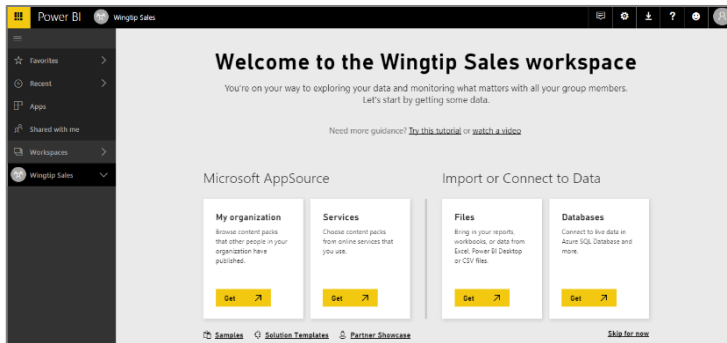 Power BI Wingtip Sales
?
Favorites
Recent
Apps
Shared with me
Workspaces
Wingtip Sales
Welcome to the Wingtip Sales workspace
You're on your way to exploring your data and monitoring what matters with all your group members.
Let's start by getting some data.
Need more guidance? Try this tutorial or watch a video
Microsoft AppSource
My organization
Browse content packs
that other people in your
organization have
published.
Get
Services
Choose content packs
from online services that
you use.
Get
Import or Connect to Data
Files
Bring in your reports,
workbooks, or data from
Excel, Power BI Desktop
or CSV files.
Get
Databases
Connect to live data in
Azure SQL Database and
more.
Get
Samples Solution Templates Partner Showcase
Skip for now